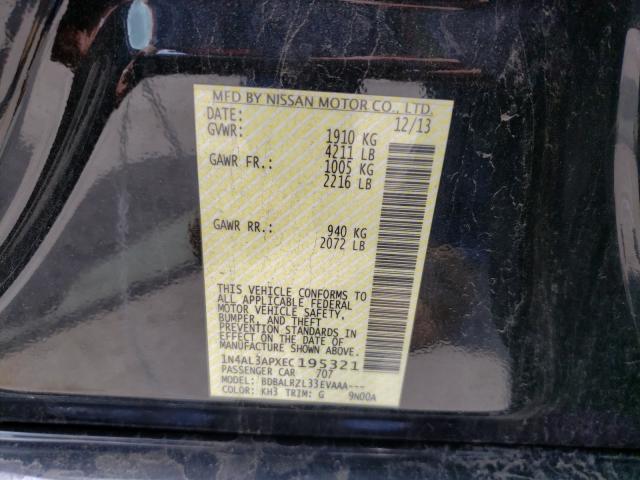 MFD BY NISSAN MOTOR CO., LTD.
DATE: 12/13
GVWR: 1910 KG
4211 LB
GAWR FR.: 1005 KG
2216 LB
GAWR RR.: 940 KG
2072 LB
THIS VEHICLE CONFORMS TO
ALL APPLICABLE FEDERAL
MOTOR VEHICLE SAFETY,
BUMPER, AND THEFT
PREVENTION STANDARDS IN
EFFECT ON THE DATE OF
MANUFACTURE SHOWN ABOVE.
1N4AL3APXEC195321
PASSENGER CAR 707
MODEL: BDBALRZL33EVAAA---
COLOR: KH3 TRIM: G 9N00A